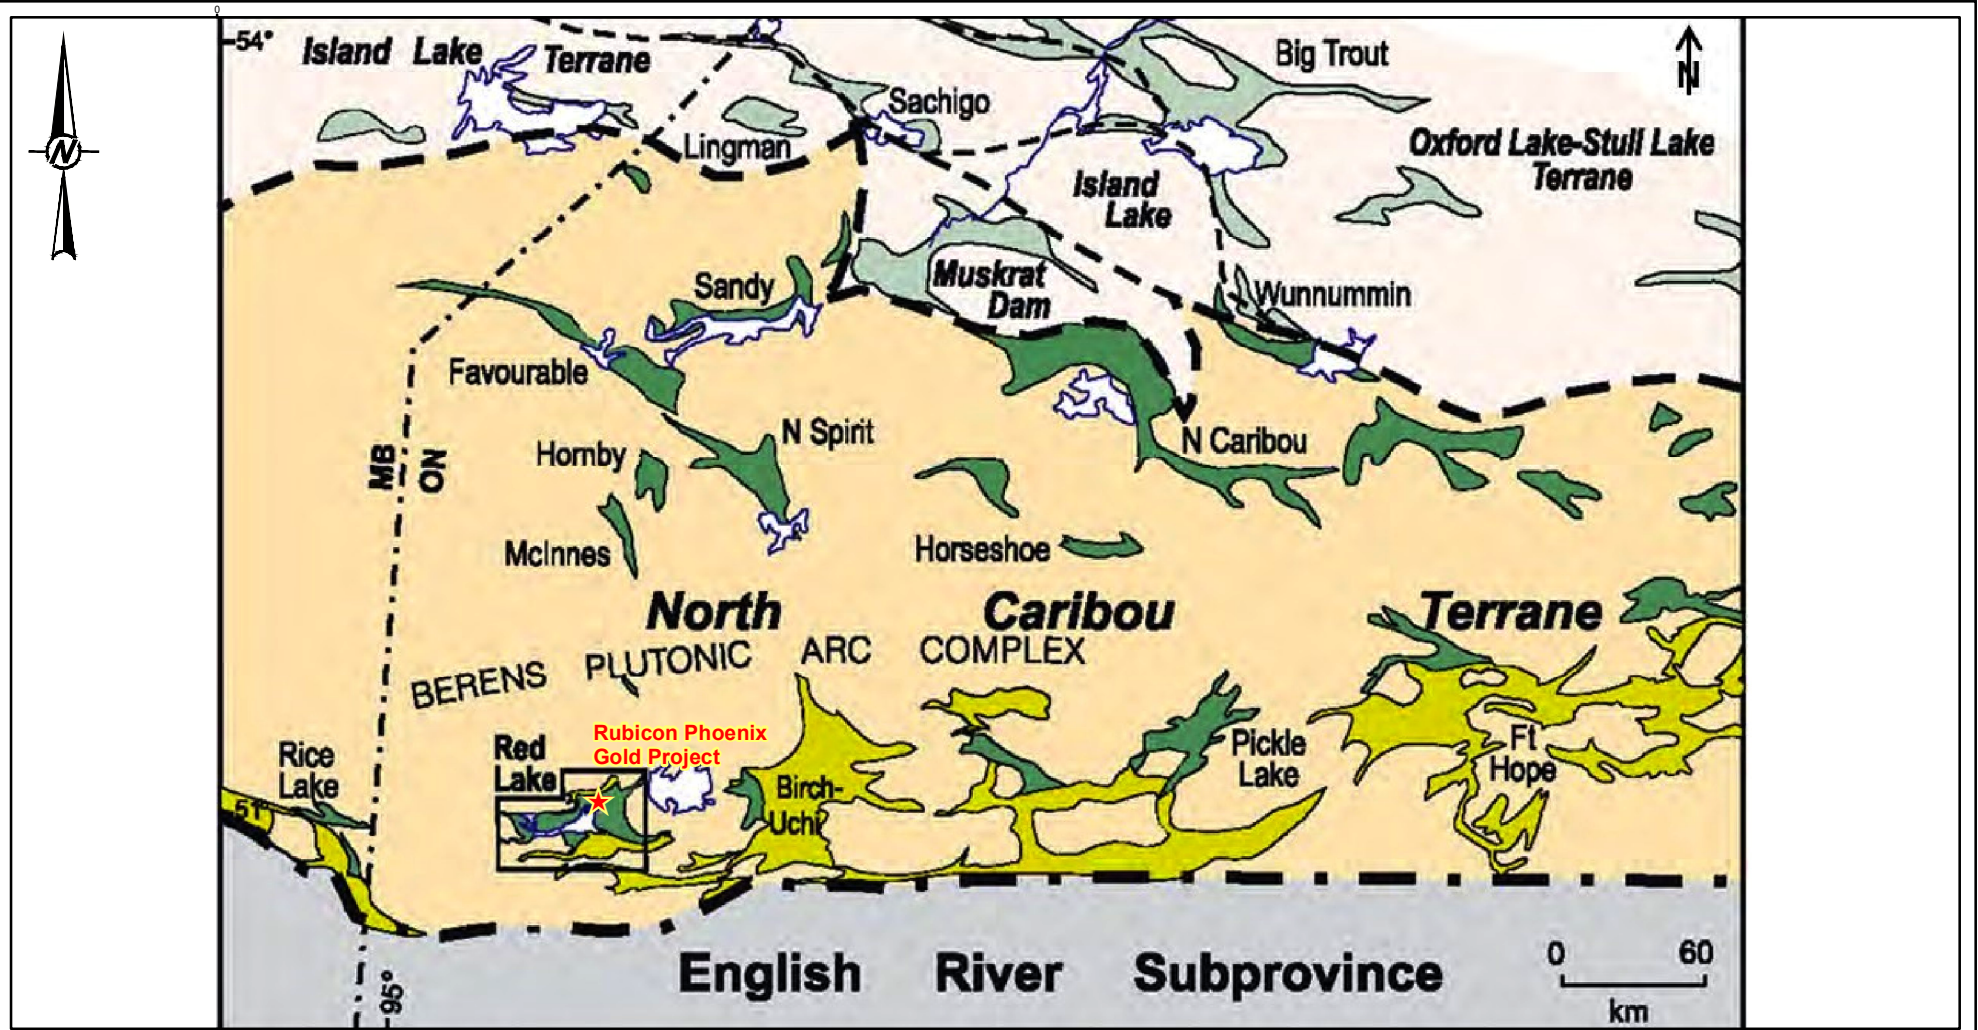 0
54°
Island Lake Terrane
Big Trout
N
Sachigo
Lingman
Oxford Lake-Stull Lake
Terrane
N
Island
Lake
Muskrat
Dam
Sandy
Wunnummin
Favourable
N Spirit
N Caribou
Hornby
MB
ON
McInnes
Horseshoe
North Caribou Terrane
BERENS PLUTONIC ARC COMPLEX
Rubicon Phoenix
Gold Project
Red
Lake
Rice
Lake
Pickle
Lake
Ft
Hope
Birch-
Uchi
51°
English River Subprovince
0 60
km
95°